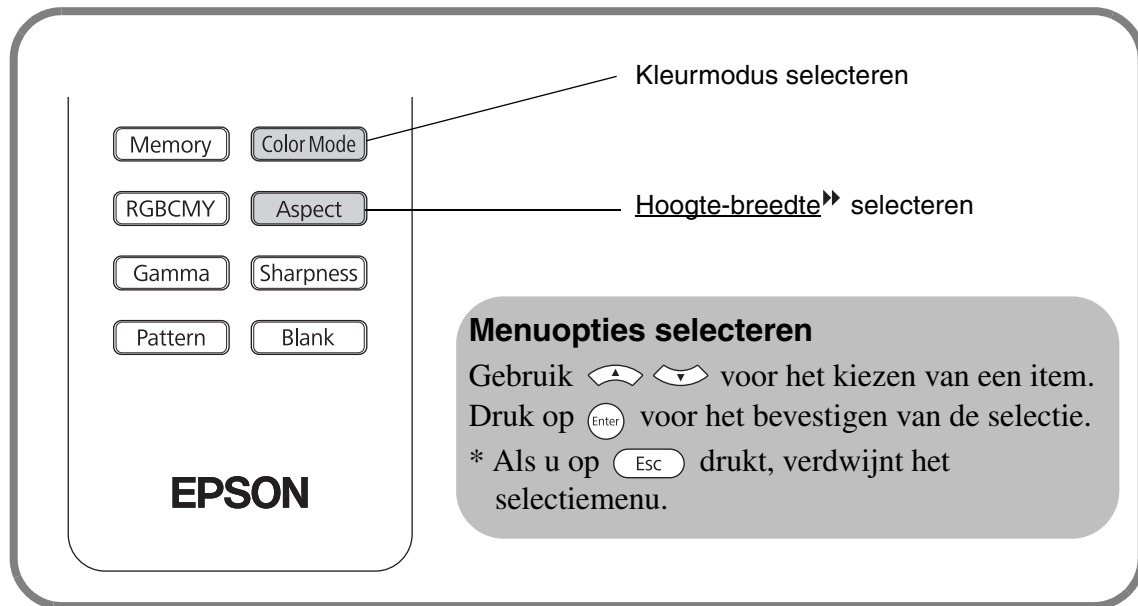 Kleurmodus selecteren
Memory Color Mode
RGBCMY Aspect
Hoogte-breedte selecteren
Gamma Sharpness
Pattern Blank
EPSON
Menuopties selecteren
Gebruik voor het kiezen van een item.
Druk op Enter voor het bevestigen van de selectie.
* Als u op Esc drukt, verdwijnt het
selectiemenu.